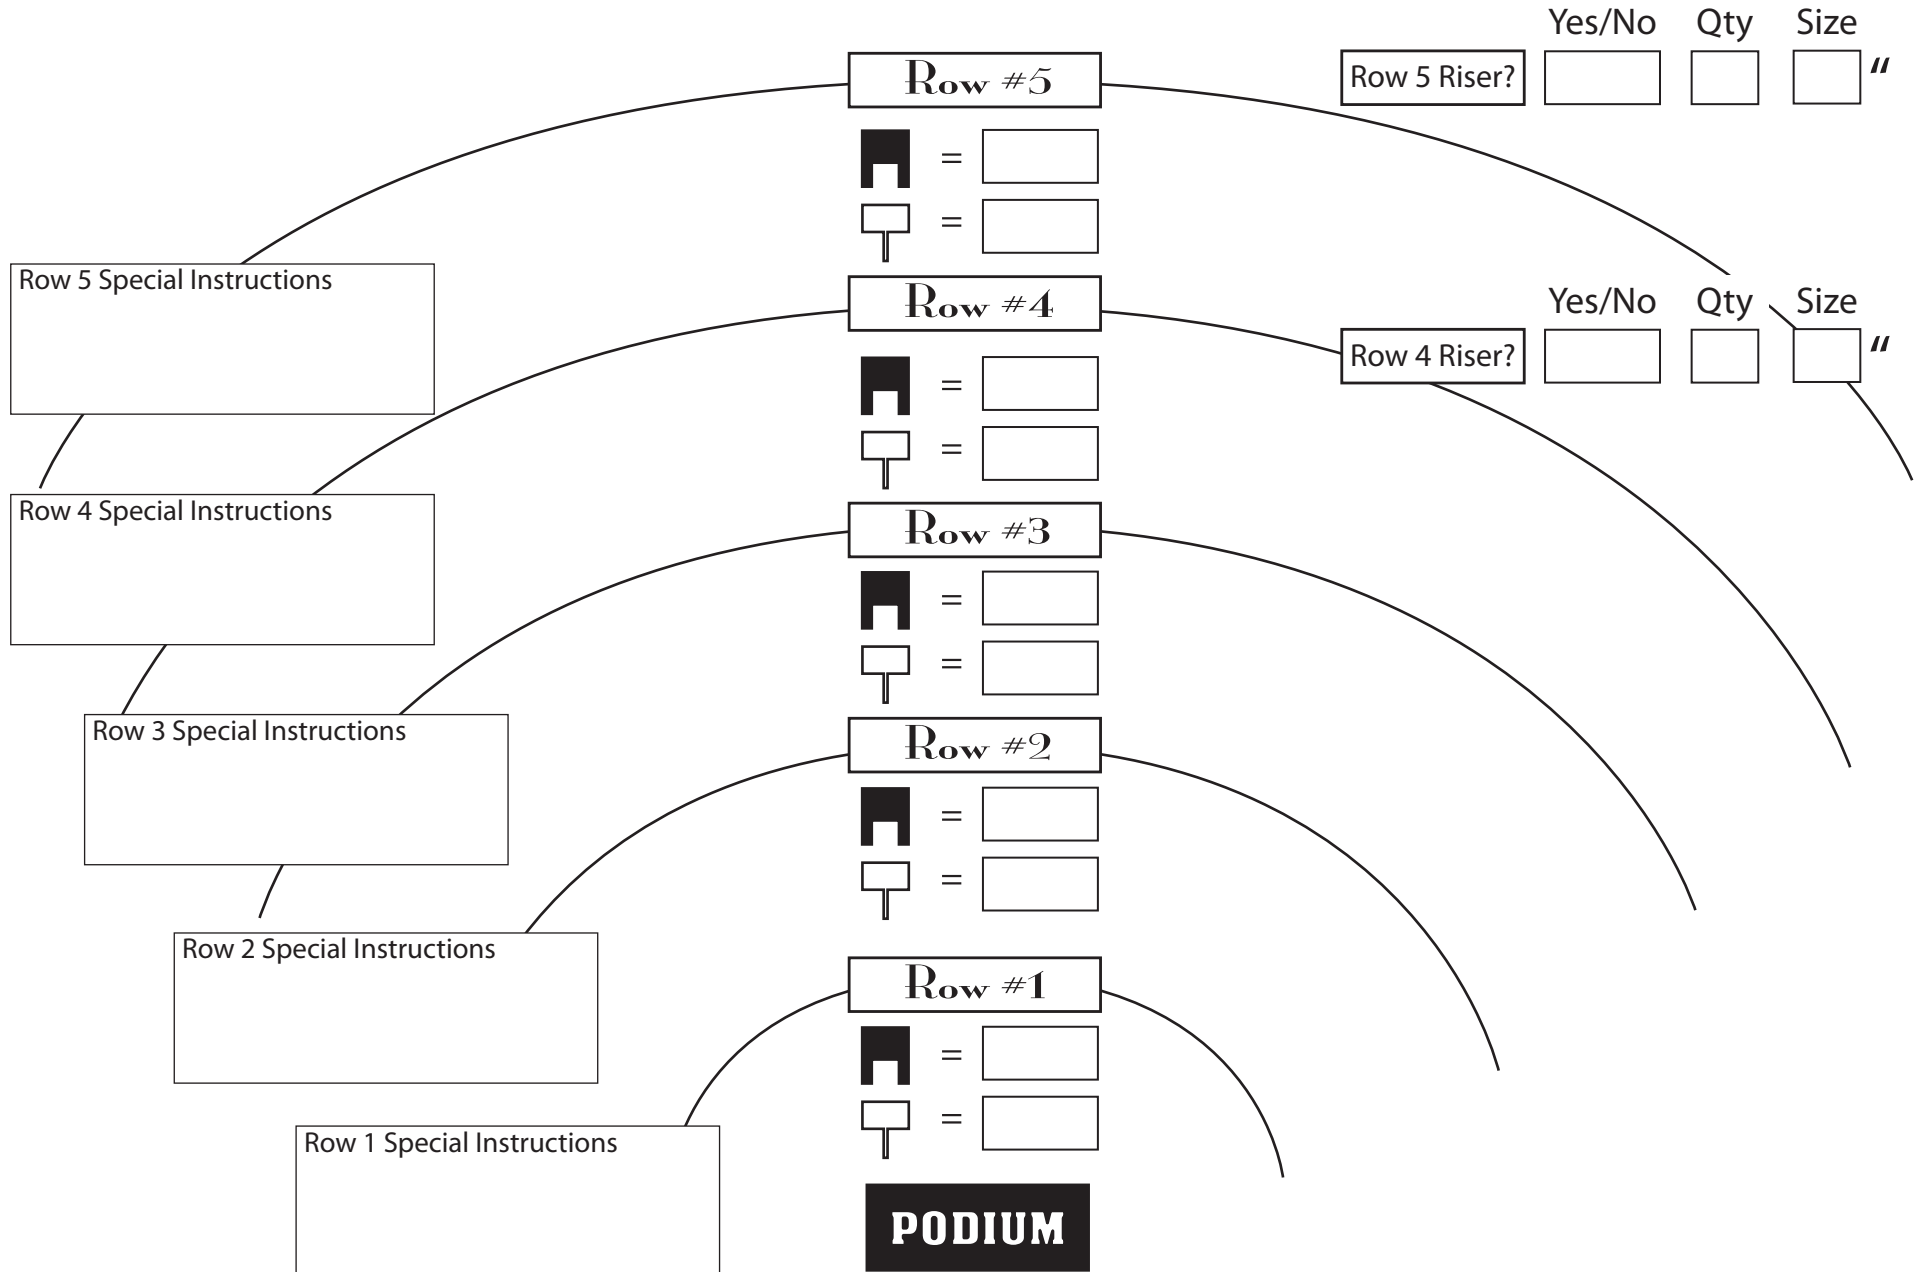 Yes/No Qty Size
Row #5
Row 5 Riser? “
=
=
Row 5 Special Instructions
Row #4
Yes/No Qty Size
Row 4 Riser? “
=
=
Row 4 Special Instructions
Row #3
=
=
Row 3 Special Instructions
Row #2
=
=
Row 2 Special Instructions
Row #1
=
=
Row 1 Special Instructions
PODIUM